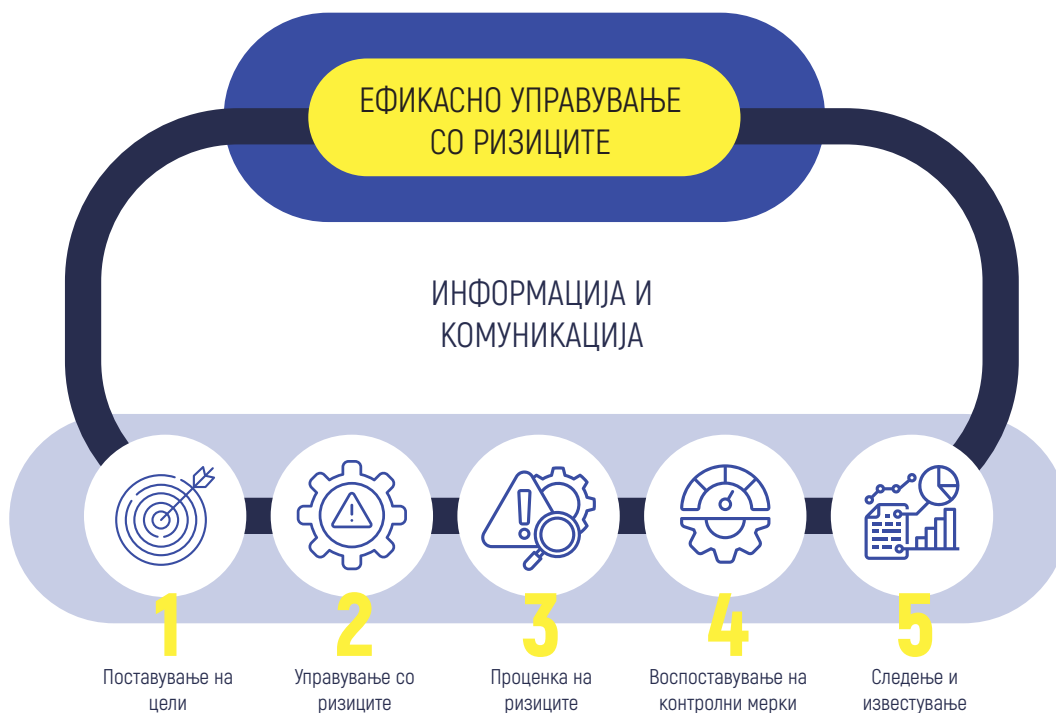 ЕФИКАСНО УПРАВУВАЊЕ
СО РИЗИЦИТЕ
ИНФОРМАЦИЈА И
КОМУНИКАЦИЈА
1
Поставување на
цели
2
Управување со
ризиците
3
Проценка на
ризиците
4
Воспоставување на
контролни мерки
5
Следење и
известување